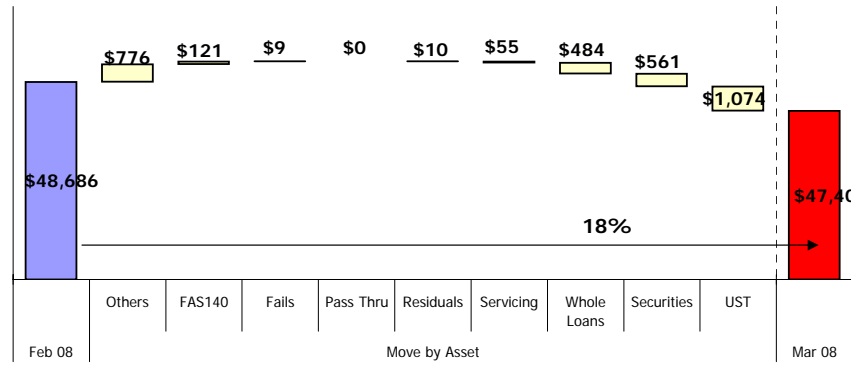 $776 $121 $9 $0 $10 $55 $484 $561
$1,074
$48,686
18%
Others FAS140 Fails Pass Thru Residuals Servicing Whole Loans Securities UST
Feb 08 Move by Asset Mar 08